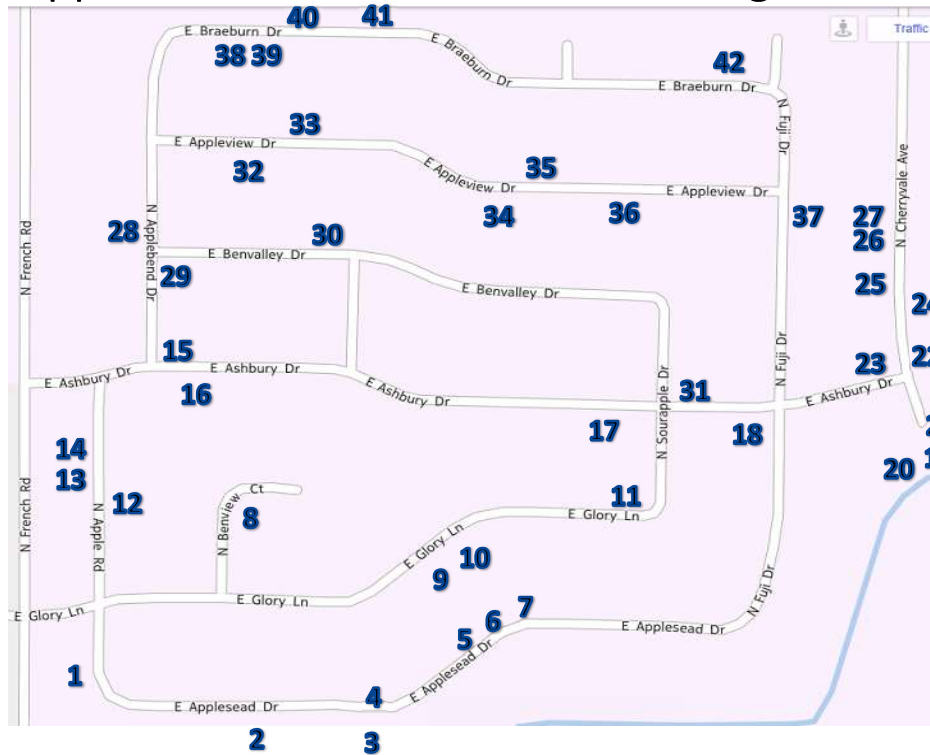 40 41
E Braeburn Dr
Traffic
38 39
E Braeburn Dr
42
E Braeburn Dr
N Fuji Dr
33
E Appleview Dr
32
E Appleview Dr
35
E Appleview Dr
34
36
37
27
26
N Cherryvale Ave
N French Rd
28
N Applebend Dr
30
E Benvalley Dr
29
E Benvalley Dr
25
24
15
E Ashbury Dr
E Ashbury Dr
16
E Ashbury Dr
N Sourapple Dr
31
N Fuji Dr
23
22
E Ashbury Dr
17
18
14
13
12
N Apple Rd
N French Rd
Ct
8
N Benview
11
E Glory Ln
20
E Glory Ln
10
9
E Glory Ln
E Glory Ln
7
6
5
E Applesead Dr
N Fuji Dr
1
4
E Applesead Dr
E Applesead Dr
2
3